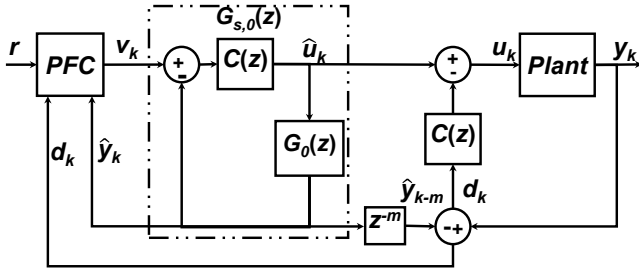 G_{s,0}(z)
r
PFC
v_k
+
-
C(z)
û_k
+
-
u_k
Plant
y_k
d_k
ŷ_k
G_0(z)
C(z)
ŷ_{k-m}
d_k
z^{-m}
-+